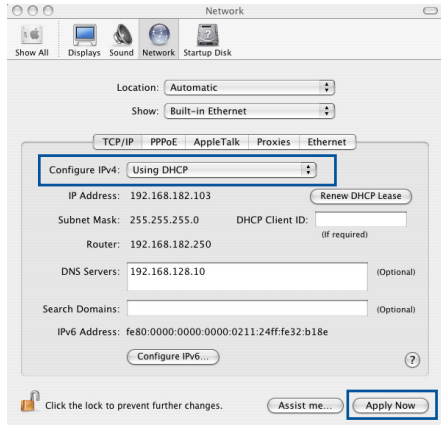 Network
Show All Displays Sound Network Startup Disk
Location: Automatic
Show: Built-in Ethernet
TCP/IP PPPoE AppleTalk Proxies Ethernet
Configure IPv4: Using DHCP
IP Address: 192.168.182.103 Renew DHCP Lease
Subnet Mask: 255.255.255.0 DHCP Client ID:
(If required)
Router: 192.168.182.250
DNS Servers: 192.168.128.10 (Optional)
Search Domains: (Optional)
IPv6 Address: fe80:0000:0000:0000:0211:24ff:fe32:b18e
Configure IPv6... ?
Click the lock to prevent further changes. Assist me... Apply Now